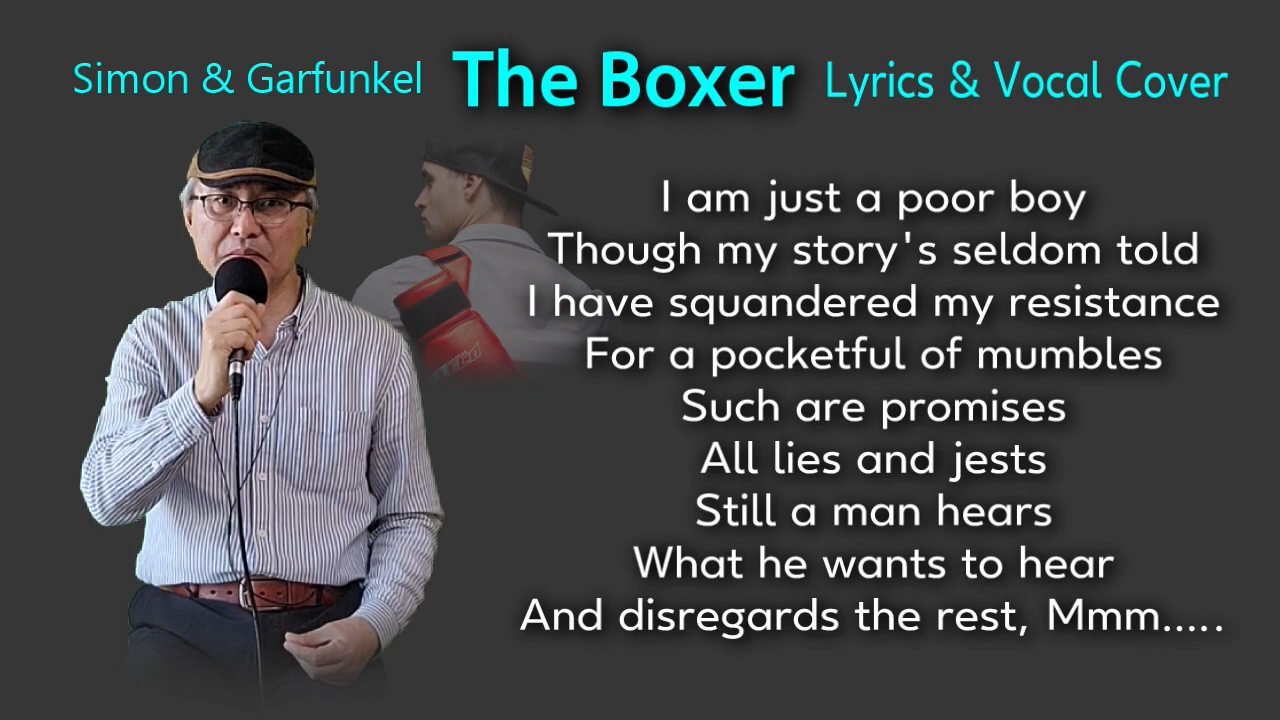 Simon & Garfunkel The Boxer Lyrics & Vocal Cover
I am just a poor boy
Though my story's seldom told
I have squandered my resistance
For a pocketful of mumbles
Such are promises
All lies and jests
Still a man hears
What he wants to hear
And disregards the rest, Mmm.....